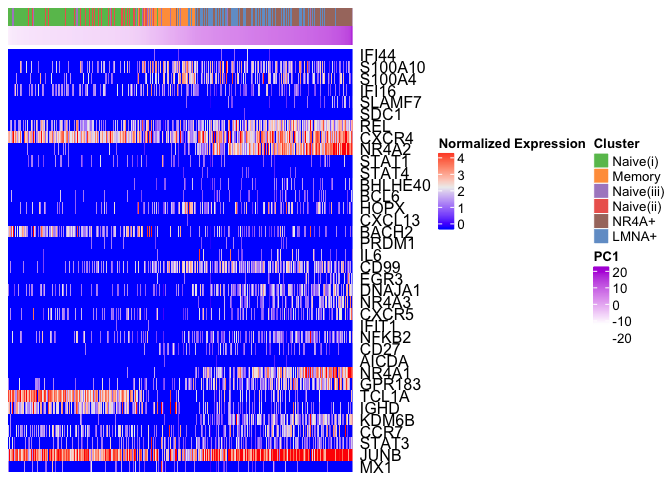 IFI44
S100A10
S100A4
IFI16
SLAMF7
SDC1
REL
CXCR4
NR4A2
STAT1
STAT4
BHLHE40
BCL6
HOPX
CXCL13
BACH2
PRDM1
IL6
CD99
EGR3
DNAJA1
NR4A3
CXCR5
IFIT1
NFKB2
CD27
AICDA
NR4A1
GPR183
TCL1A
IGHD
KDM6B
CCR7
STAT3
JUNB
MX1
Normalized Expression
4
3
2
1
0
Cluster
Naive(i)
Memory
Naive(iii)
Naive(ii)
NR4A+
LMNA+
PC1
20
10
0
-10
-20